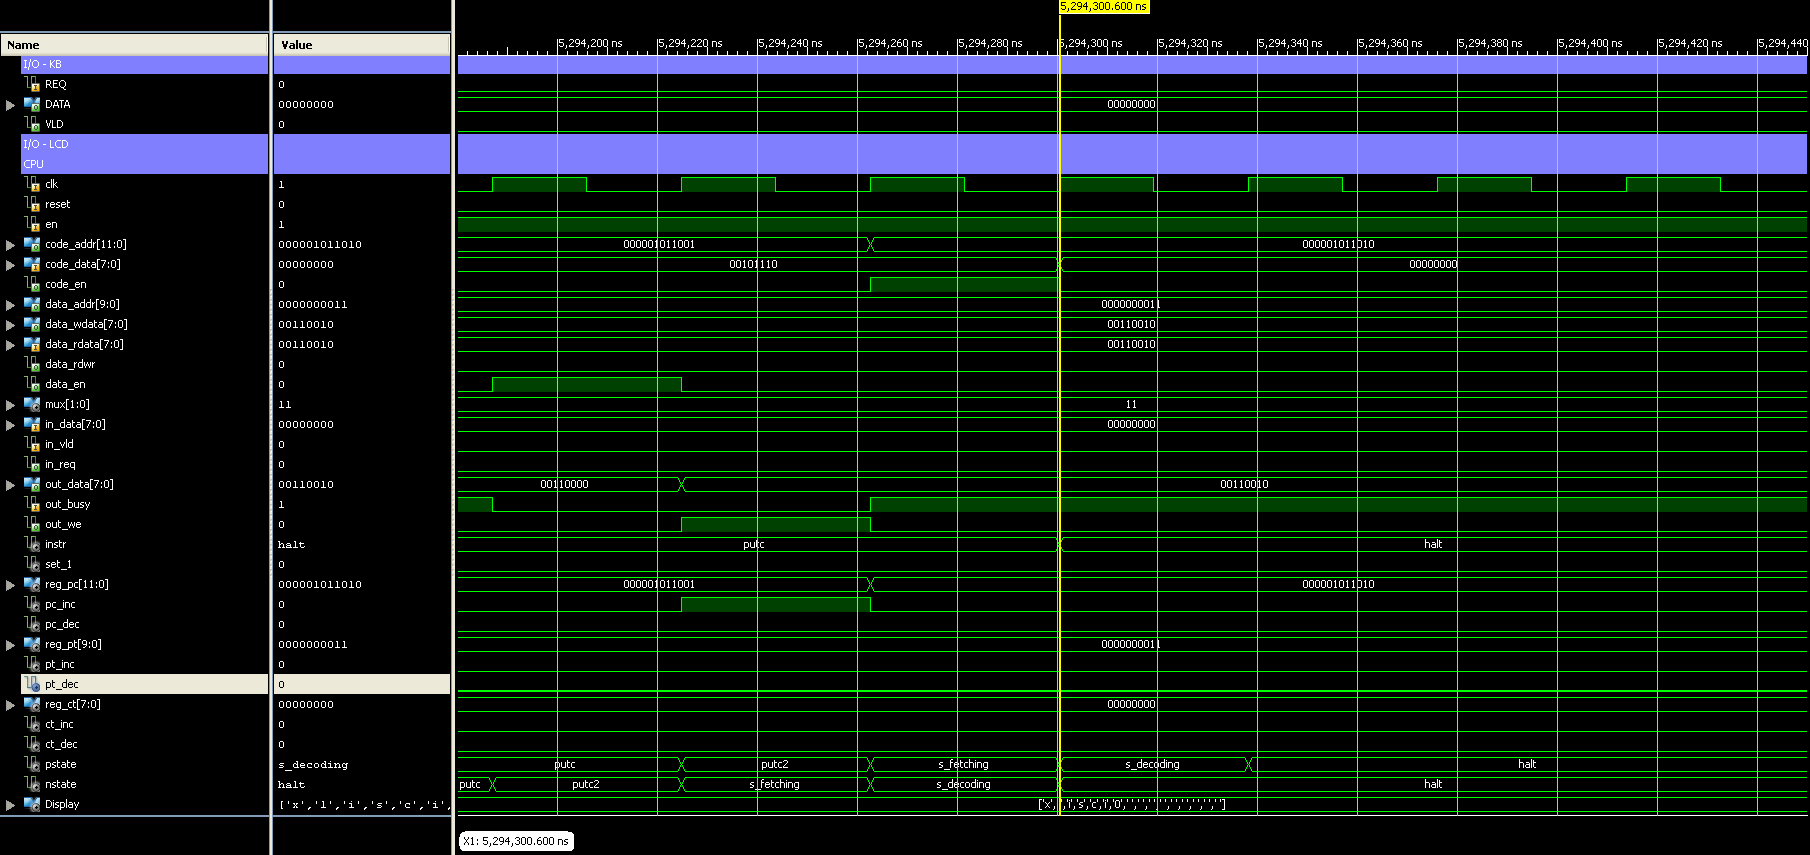 5,294,300.600 ns
Name Value 5,294,200 ns 5,294,220 ns 5,294,240 ns 5,294,260 ns 5,294,280 ns 5,294,300 ns 5,294,320 ns 5,294,340 ns 5,294,360 ns 5,294,380 ns 5,294,400 ns 5,294,420 ns 5,294,440
I/O - KB
REQ 0
DATA 00000000 00000000
VLD 0
I/O - LCD
CPU
clk 1
reset 0
en 1
code_addr[11:0] 000001011010 000001011001 000001011010
code_data[7:0] 00000000 00101110 00000000
code_en 0
data_addr[9:0] 0000000011 0000000011
data_wdata[7:0] 00110010 00110010
data_rdata[7:0] 00110010 00110010
data_rdwr 0
data_en 0
mux[1:0] 11 11
in_data[7:0] 00000000 00000000
in_vld 0
in_req 0
out_data[7:0] 00110010 00110000 00110010
out_busy 1
out_we 0
instr halt putc halt
set_1 0
reg_pc[11:0] 000001011010 000001011001 000001011010
pc_inc 0
pc_dec 0
reg_pt[9:0] 0000000011 0000000011
pt_inc 0
pt_dec 0
reg_ct[7:0] 00000000 00000000
ct_inc 0
ct_dec 0
pstate s_decoding putc putc2 s_fetching s_decoding halt
nstate halt putc putc2 s_fetching s_decoding halt
Display ['x','l','i','s','c','i',
X1: 5,294,300.600 ns